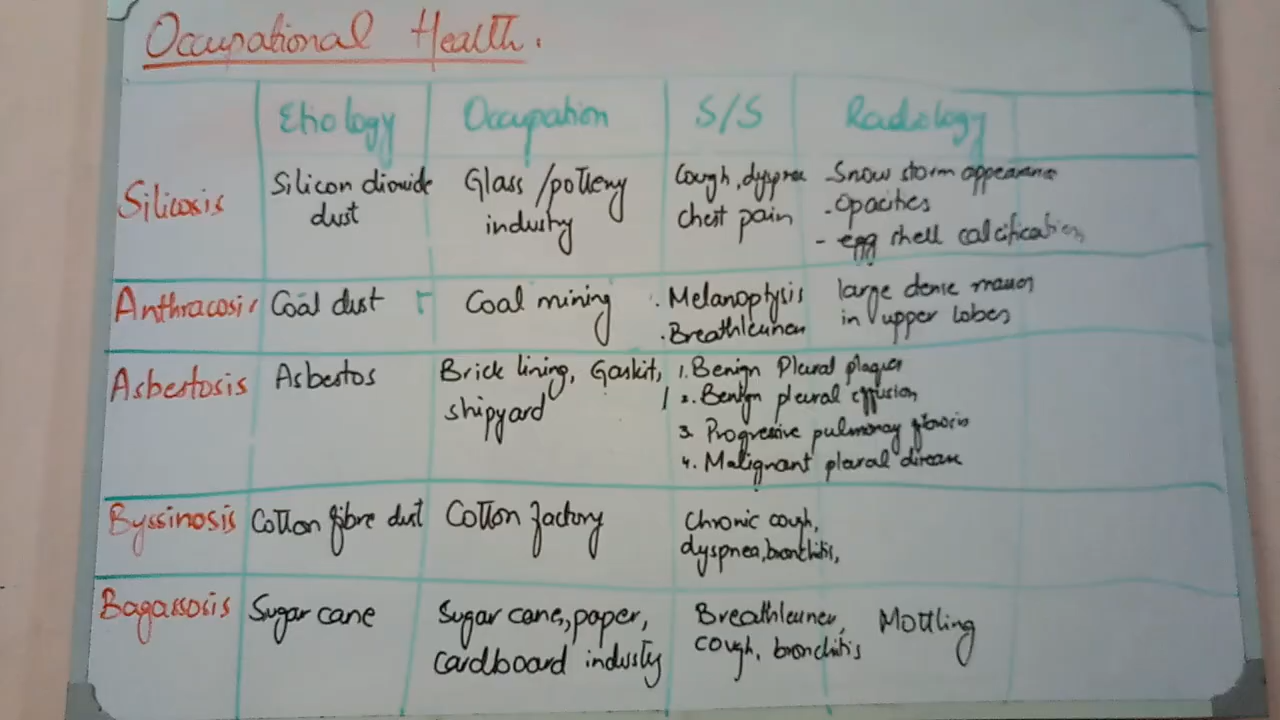 Occupational Health.
Etiology Occupation S/S Radiology
Silicosis
Silicon dioxide
dust
Glass/pottery
industry
Cough, dyspnea
chest pain
-Snow storm appearance
-Opacities
- egg shell calcification
Anthracosis
Coal dust
Coal mining
. Melanoptysis
.Breathlessness
large dense masses
in upper lobes
Asbestosis
Asbestos
Brick lining, Gaskit,
shipyard
1.Benign Pleural plaques
2. Benign pleural effusion
3. Progressive pulmonary fibrosis
4. Malignant pleural disease
Byssinosis
Cotton fibre dust
Cotton factory
Chronic cough,
dyspnea,bronchitis,
Bagassosis
Sugar cane
Sugar cane,paper,
cardboard industry
Breathlessness,
cough, bronchitis
Mottling